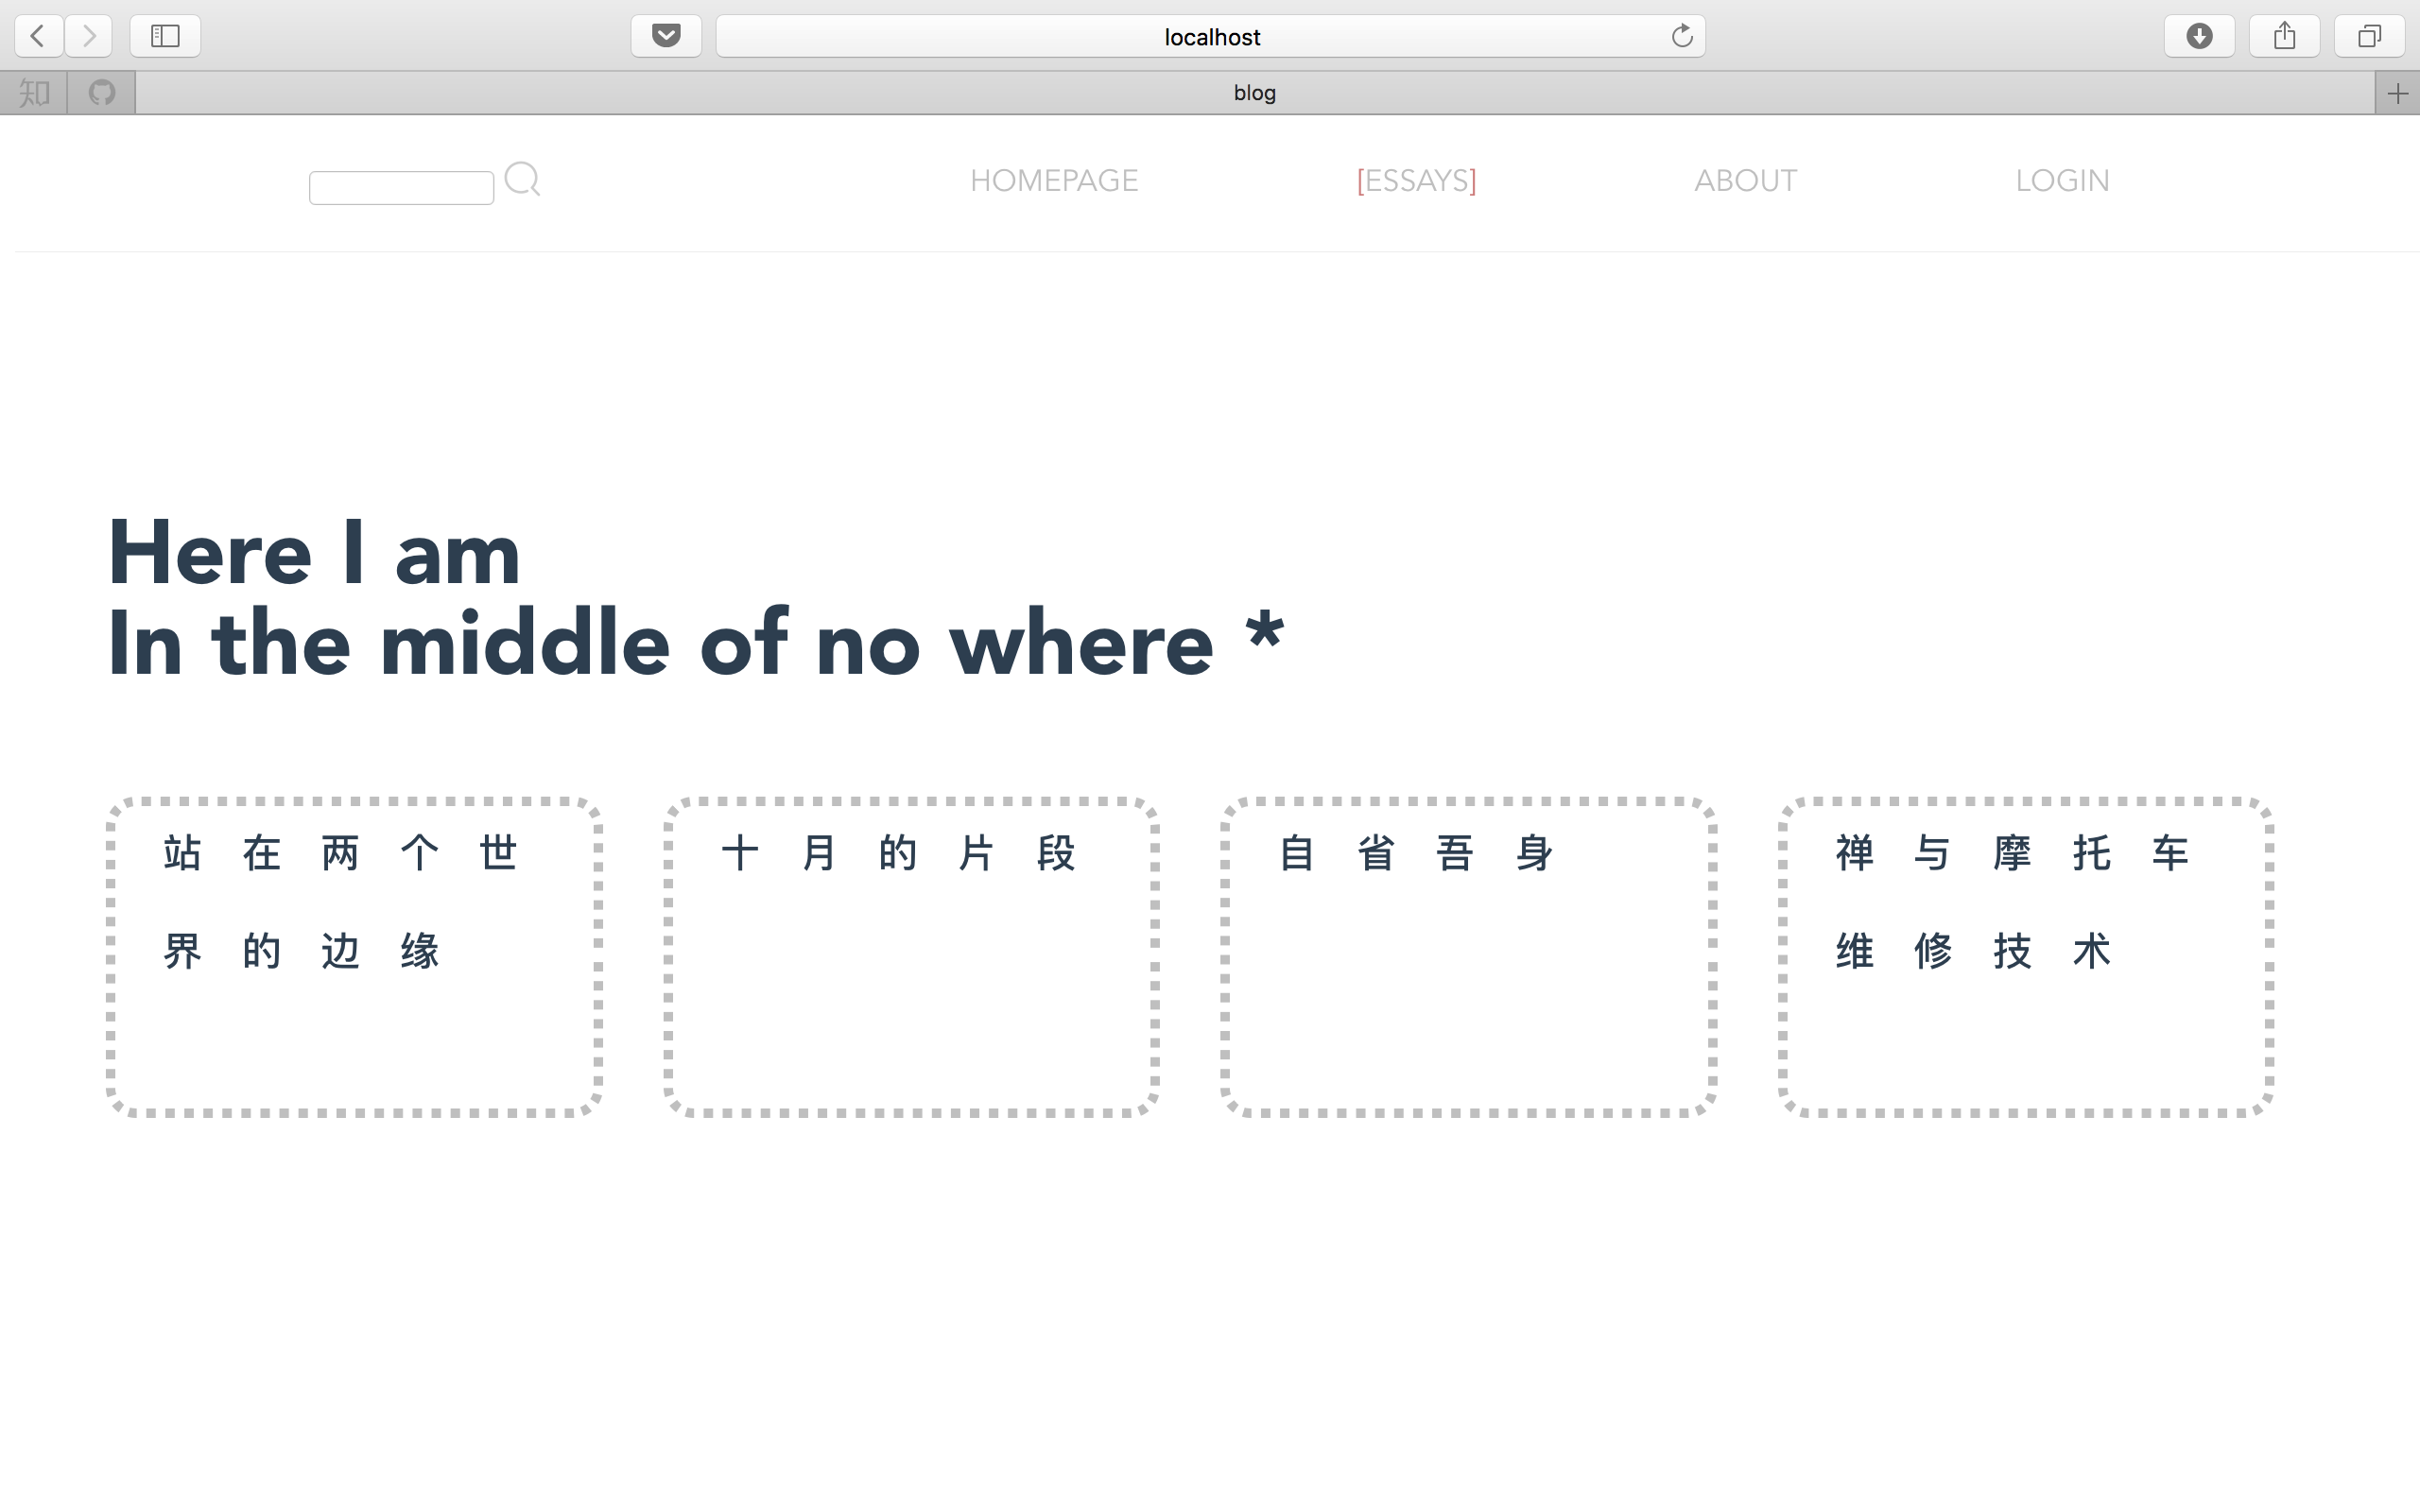 localhost
知
blog
HOMEPAGE
[ESSAYS]
ABOUT
LOGIN
Here I am
In the middle of no where *
站在两个世
界的边缘
十月的片段
自省吾身
禅与摩托车
维修技术